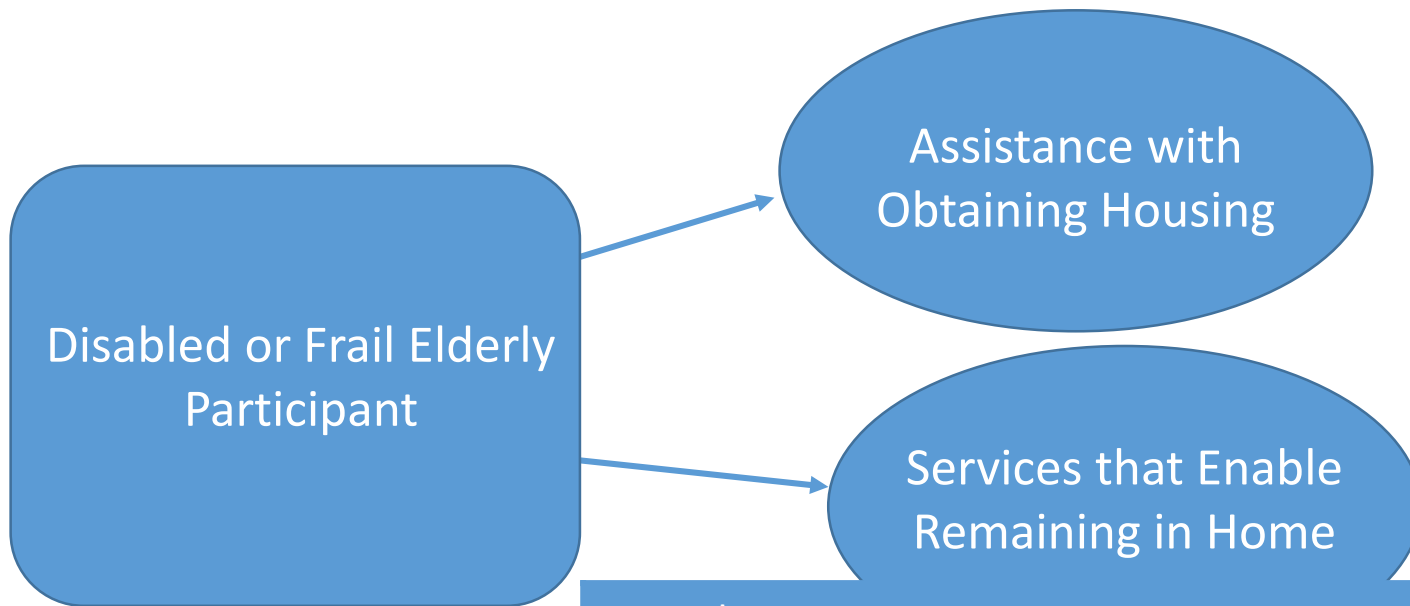 Assistance with
Obtaining Housing
Disabled or Frail Elderly
Participant
Services that Enable
Remaining in Home